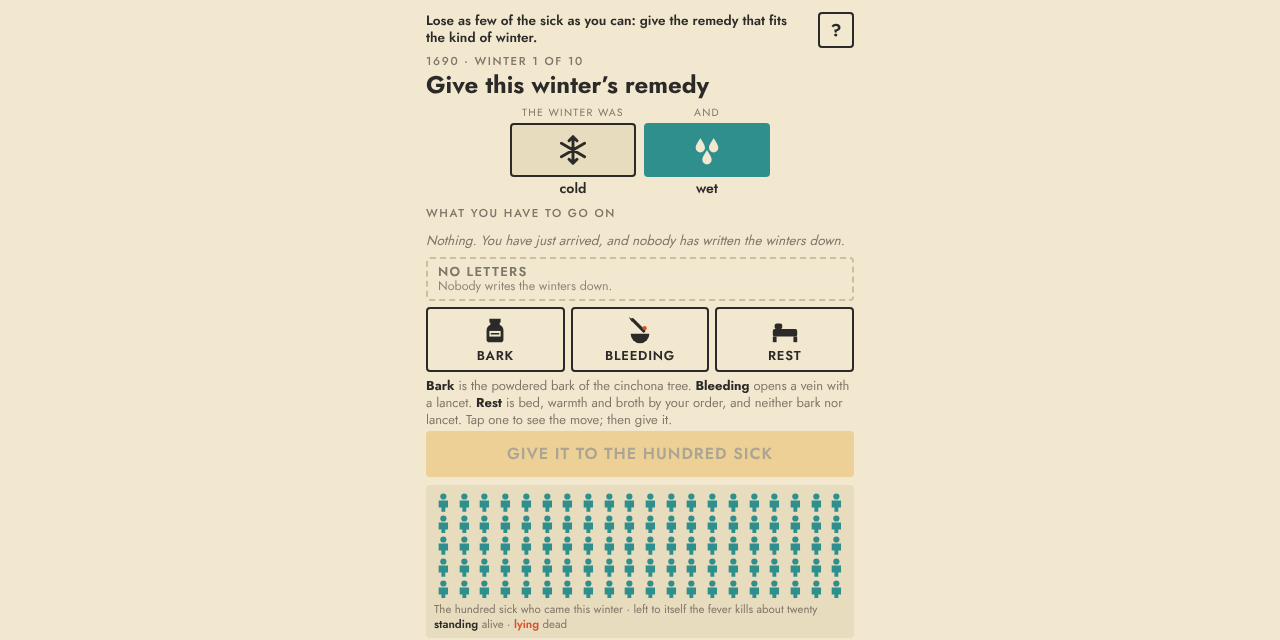 Lose as few of the sick as you can: give the remedy that fits
the kind of winter.
?
1690 · WINTER 1 OF 10
Give this winter’s remedy
THE WINTER WAS
AND
cold
wet
WHAT YOU HAVE TO GO ON
Nothing. You have just arrived, and nobody has written the winters down.
NO LETTERS
Nobody writes the winters down.
BARK
BLEEDING
REST
Bark is the powdered bark of the cinchona tree. Bleeding opens a vein with
a lancet. Rest is bed, warmth and broth by your order, and neither bark nor
lancet. Tap one to see the move; then give it.
GIVE IT TO THE HUNDRED SICK
The hundred sick who came this winter · left to itself the fever kills about twenty
standing alive · lying dead